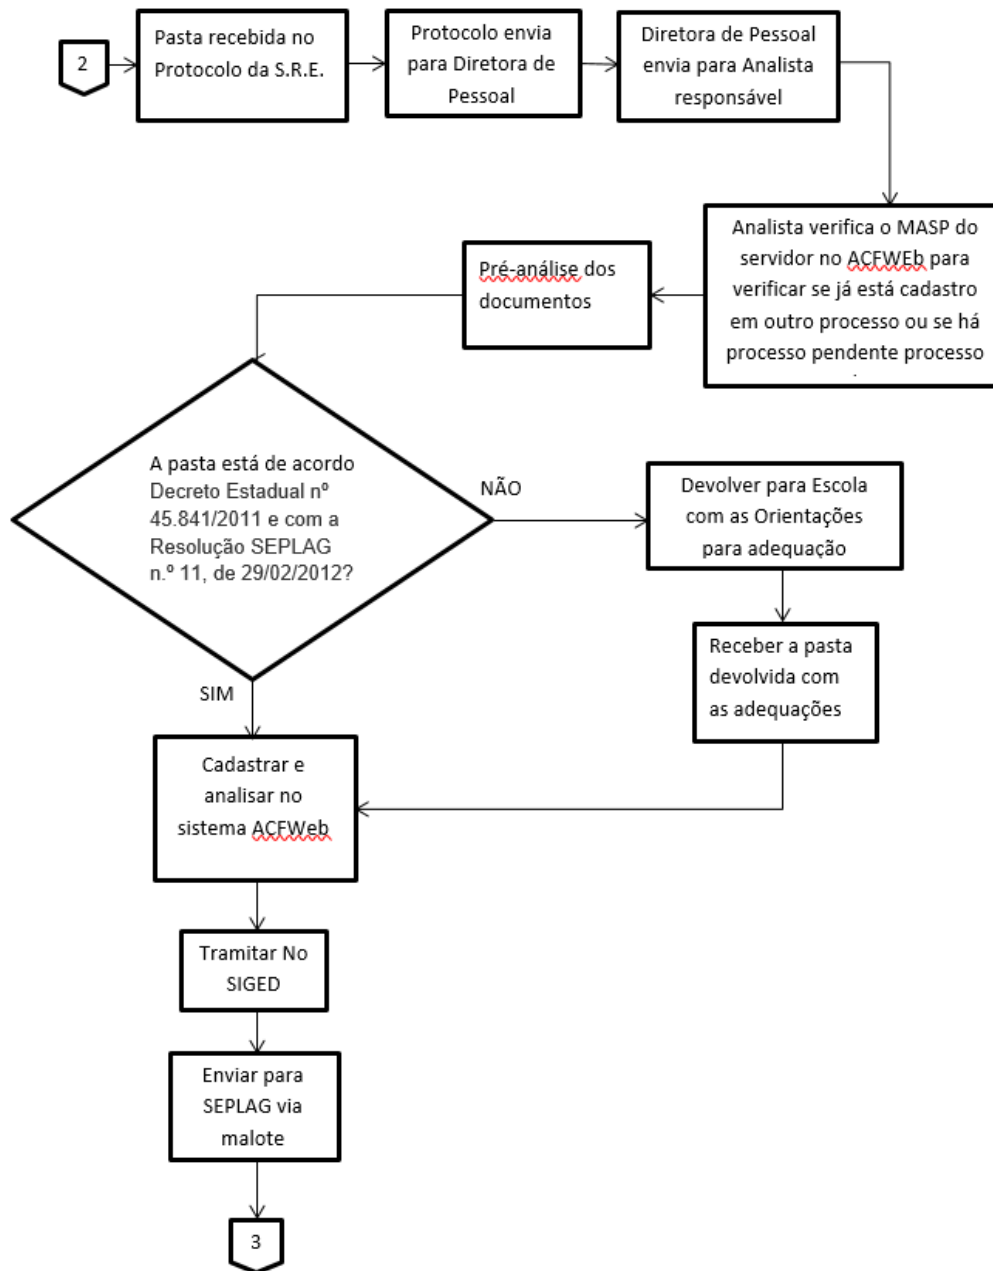 2
Pasta recebida no
Protocolo da S.R.E.
Protocolo envia
para Diretora de
Pessoal
Diretora de Pessoal
envia para Analista
responsável
Analista verifica o MASP do
servidor no ACFWEb para
verificar se já está cadastro
em outro processo ou se há
processo pendente processo
Pré-análise dos
documentos
A pasta está de acordo
Decreto Estadual nº
45.841/2011 e com a
Resolução SEPLAG
n.º 11, de 29/02/2012?
NÃO
Devolver para Escola
com as Orientações
para adequação
Receber a pasta
devolvida com
as adequações
SIM
Cadastrar e
analisar no
sistema ACFWeb
Tramitar No
SIGED
Enviar para
SEPLAG via
malote
3